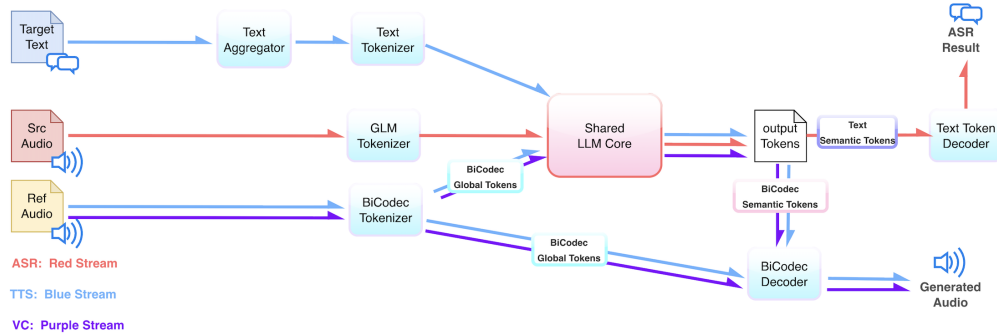 Target
Text
Text
Aggregator
Text
Tokenizer
ASR
Result
Src
Audio
GLM
Tokenizer
Shared
LLM Core
output
Tokens
Text
Semantic Tokens
Text Token
Decoder
BiCodec
Global Tokens
BiCodec
Semantic Tokens
Ref
Audio
BiCodec
Tokenizer
BiCodec
Global Tokens
BiCodec
Decoder
Generated
Audio
ASR: Red Stream
TTS: Blue Stream
VC: Purple Stream